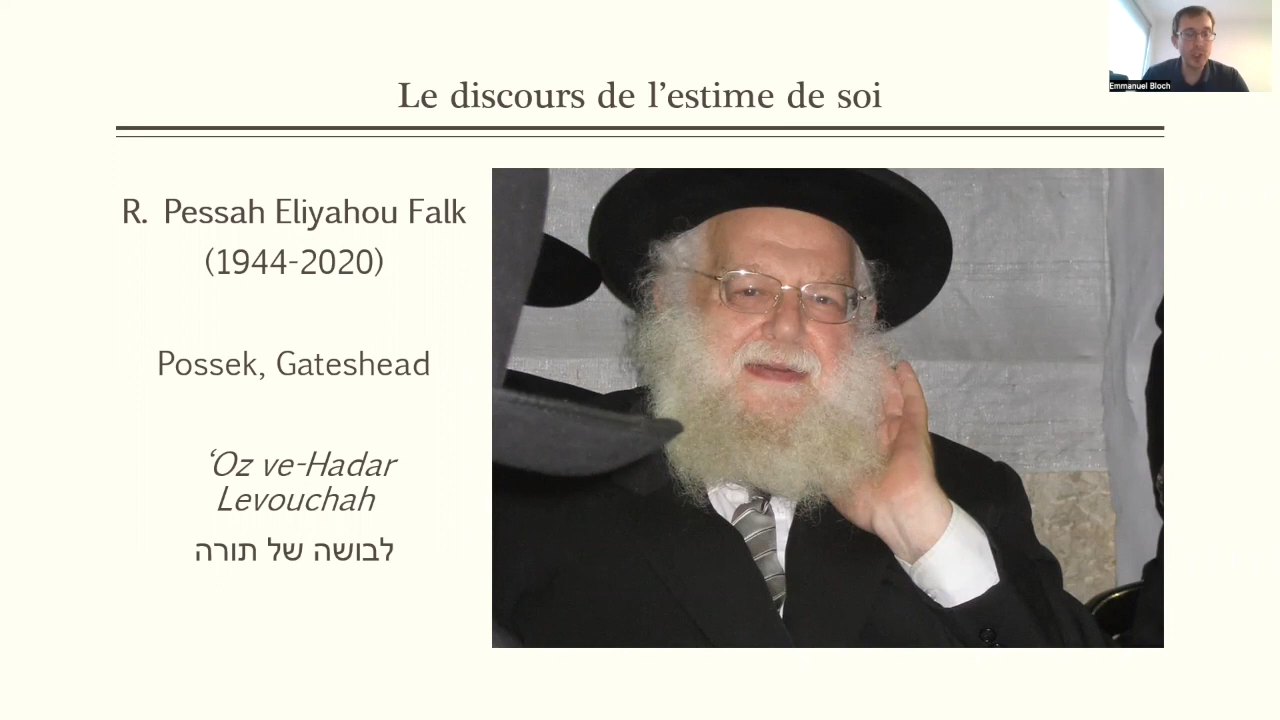 Emmanuel Bloch
Le discours de l’estime de soi
R. Pessah Eliyahou Falk
(1944-2020)
Possek, Gateshead
‘Oz ve-Hadar
Levouchah
לבושה של תורה